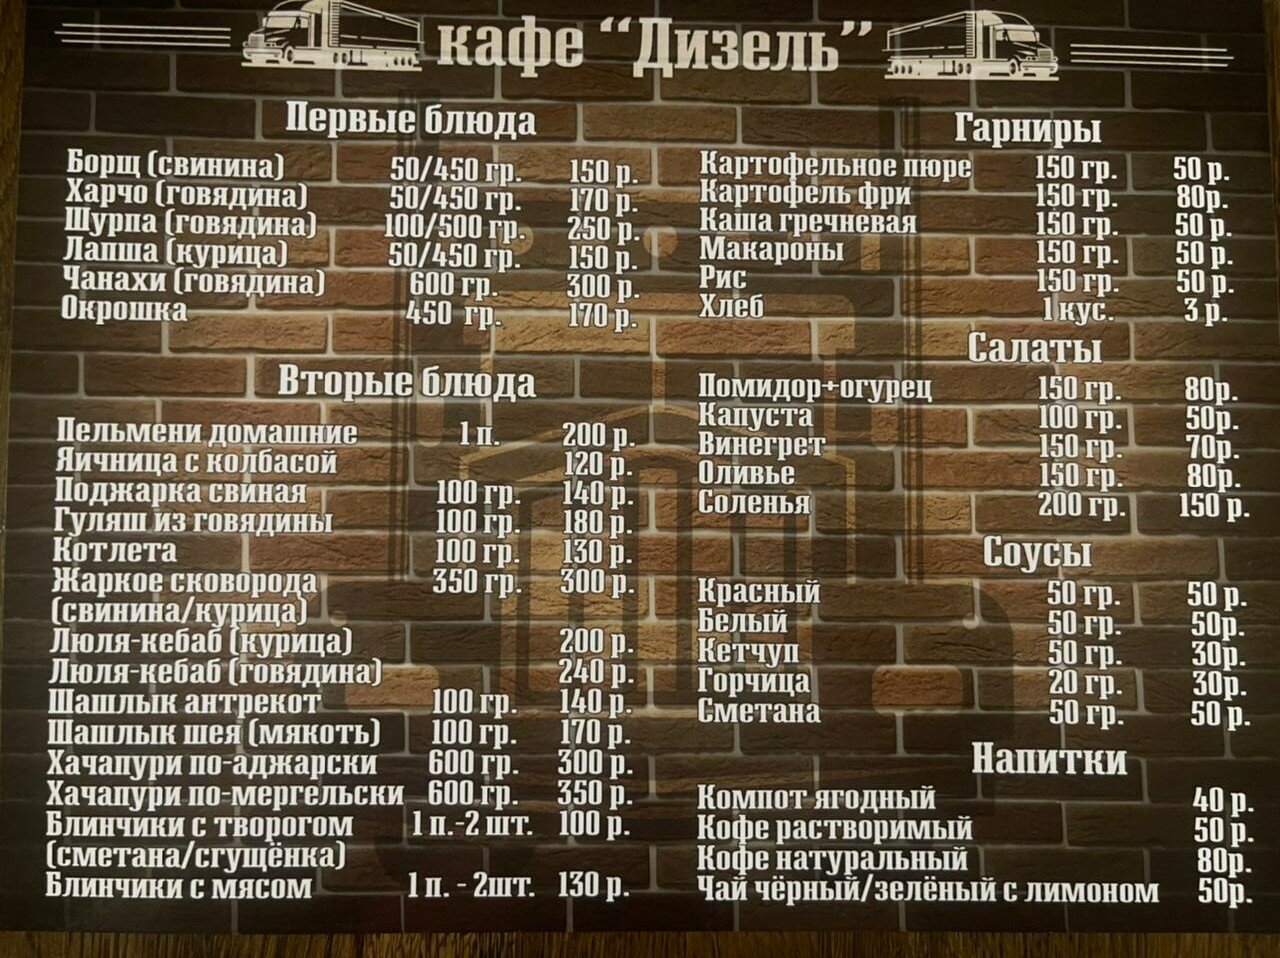 кафе “Дизель”
Первые блюда
Борщ (свинина) 50/450 гр. 150 р.
Харчо (говядина) 50/450 гр. 170 р.
Шурпа (говядина) 100/500 гр. 250 р.
Лапша (курица) 50/450 гр. 150 р.
Чанахи (говядина) 600 гр. 300 р.
Окрошка 450 гр. 170 р.
Вторые блюда
Пельмени домашние 1 п. 200 р.
Яичница с колбасой 120 р.
Поджарка свиная 100 гр. 140 р.
Гуляш из говядины 100 гр. 180 р.
Котлета 100 гр. 130 р.
Жаркое сковорода 350 гр. 300 р.
(свинина/курица)
Люля-кебаб (курица) 200 р.
Люля-кебаб (говядина) 240 р.
Шашлык антрекот 100 гр. 140 р.
Шашлык шея (мякоть) 100 гр. 170 р.
Хачапури по-аджарски 600 гр. 300 р.
Хачапури по-мергельски 600 гр. 350 р.
Блинчики с творогом 1 п.-2 шт. 100 р.
(сметана/сгущёнка)
Блинчики с мясом 1 п. - 2шт. 130 р.
Гарниры
Картофельное пюре 150 гр. 50 р.
Картофель фри 150 гр. 80р.
Каша гречневая 150 гр. 50 р.
Макароны 150 гр. 50 р.
Рис 150 гр. 50 р.
Хлеб 1 кус. 3 р.
Салаты
Помидор+огурец 150 гр. 80р.
Капуста 100 гр. 50р.
Винегрет 150 гр. 70р.
Оливье 150 гр. 80р.
Соленья 200 гр. 150 р.
Соусы
Красный 50 гр. 50 р.
Белый 50 гр. 50р.
Кетчуп 50 гр. 30р.
Горчица 20 гр. 30р.
Сметана 50 гр. 50 р.
Напитки
Компот ягодный 40 р.
Кофе растворимый 50 р.
Кофе натуральный 80р.
Чай чёрный/зелёный с лимоном 50р.